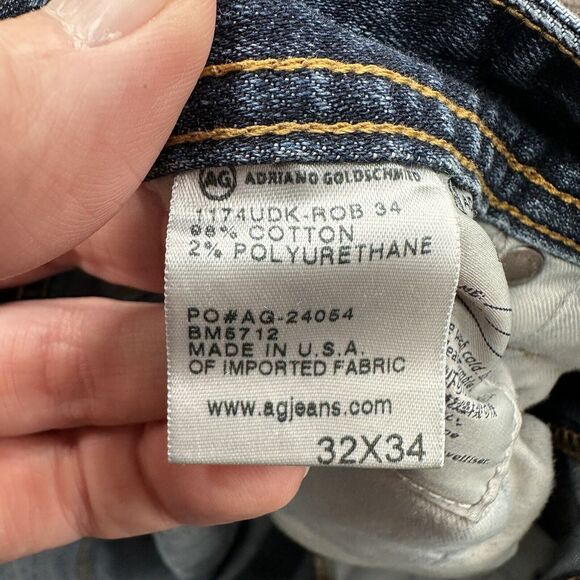 AG ADRIANO GOLDSCHMIED
1174UDK-ROB 34
98% COTTON
2% POLYURETHANE
PO#AG-24054
BM5712
MADE IN U.S.A.
OF IMPORTED FABRIC
www.agjeans.com
32X34
cold